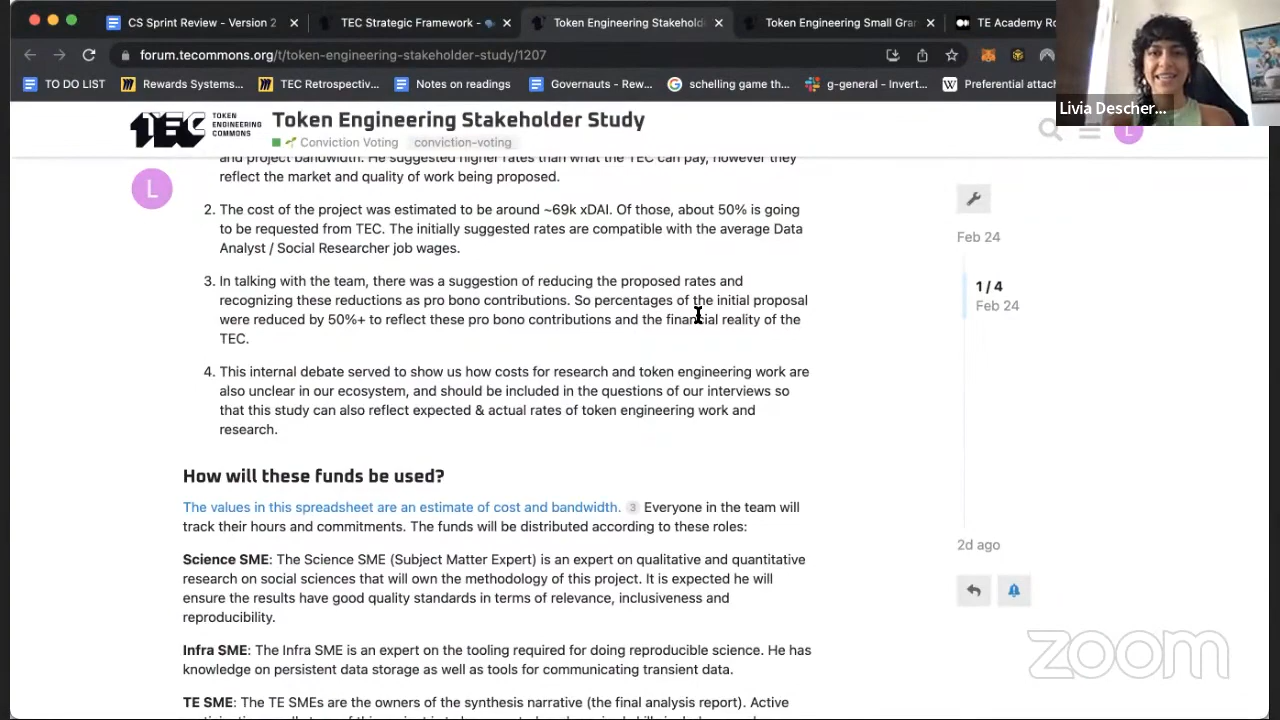 CS Sprint Review - Version 2
TEC Strategic Framework -
Token Engineering Stakehold
Token Engineering Small Gra
TE Academy Ro
forum.tecommons.org/t/token-engineering-stakeholder-study/1207
TO DO LIST
Rewards Systems...
TEC Retrospectiv...
Notes on readings
Governauts - Rew...
schelling game th...
g-general - Invert...
Preferential attac
Livia Descher...
TEC
TOKEN
ENGINEERING
COMMONS
Token Engineering Stakeholder Study
Conviction Voting
conviction-voting
L
L
and project bandwidth. He suggested higher rates than what the TEC can pay, however they
reflect the market and quality of work being proposed.
2. The cost of the project was estimated to be around ~69k xDAI. Of those, about 50% is going
to be requested from TEC. The initially suggested rates are compatible with the average Data
Analyst / Social Researcher job wages.
3. In talking with the team, there was a suggestion of reducing the proposed rates and
recognizing these reductions as pro bono contributions. So percentages of the initial proposal
were reduced by 50%+ to reflect these pro bono contributions and the financial reality of the
TEC.
4. This internal debate served to show us how costs for research and token engineering work are
also unclear in our ecosystem, and should be included in the questions of our interviews so
that this study can also reflect expected & actual rates of token engineering work and
research.
How will these funds be used?
The values in this spreadsheet are an estimate of cost and bandwidth. 3 Everyone in the team will
track their hours and commitments. The funds will be distributed according to these roles:
Science SME: The Science SME (Subject Matter Expert) is an expert on qualitative and quantitative
research on social sciences that will own the methodology of this project. It is expected he will
ensure the results have good quality standards in terms of relevance, inclusiveness and
reproducibility.
Infra SME: The Infra SME is an expert on the tooling required for doing reproducible science. He has
knowledge on persistent data storage as well as tools for communicating transient data.
TE SME: The TE SMEs are the owners of the synthesis narrative (the final analysis report). Active
Feb 24
1 / 4
Feb 24
2d ago
zoom